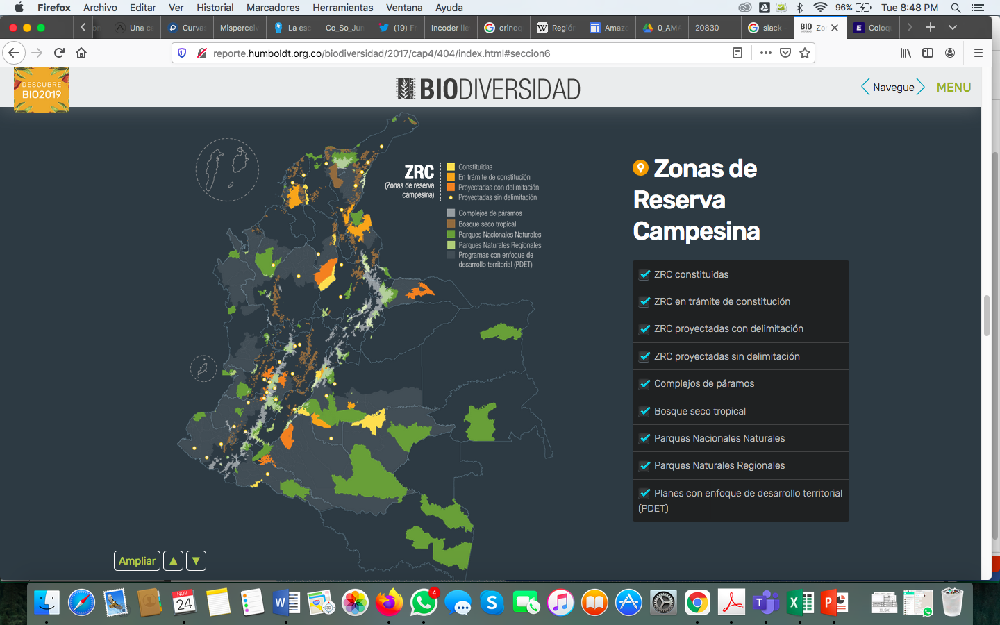 Firefox Archivo Editar Ver Historial Marcadores Herramientas Ventana Ayuda 96% Tue 8:48 PM
Una c Curvas Misperceiv La esc Co_So_Jun (19) Incoder orinoq Región Amazo 0_AMA 20830 slack BIO Zo Coloq
reporte.humboldt.org.co/biodiversidad/2017/cap4/404/index.html#seccion6
DESCUBRE
BIO2019
BIODIVERSIDAD
Navegue MENU
ZRC
(Zonas de reserva
campesina)
Constituidas
En trámite de constitución
Proyectadas con delimitación
Proyectadas sin delimitación
Complejos de páramos
Bosque seco tropical
Parques Nacionales Naturales
Parques Naturales Regionales
Programas con enfoque de
desarrollo territorial (PDET)
Zonas de
Reserva
Campesina
ZRC constituidas
ZRC en trámite de constitución
ZRC proyectadas con delimitación
ZRC proyectadas sin delimitación
Complejos de páramos
Bosque seco tropical
Parques Nacionales Naturales
Parques Naturales Regionales
Planes con enfoque de desarrollo territorial
(PDET)
Ampliar
NOV
24
4
XLSX